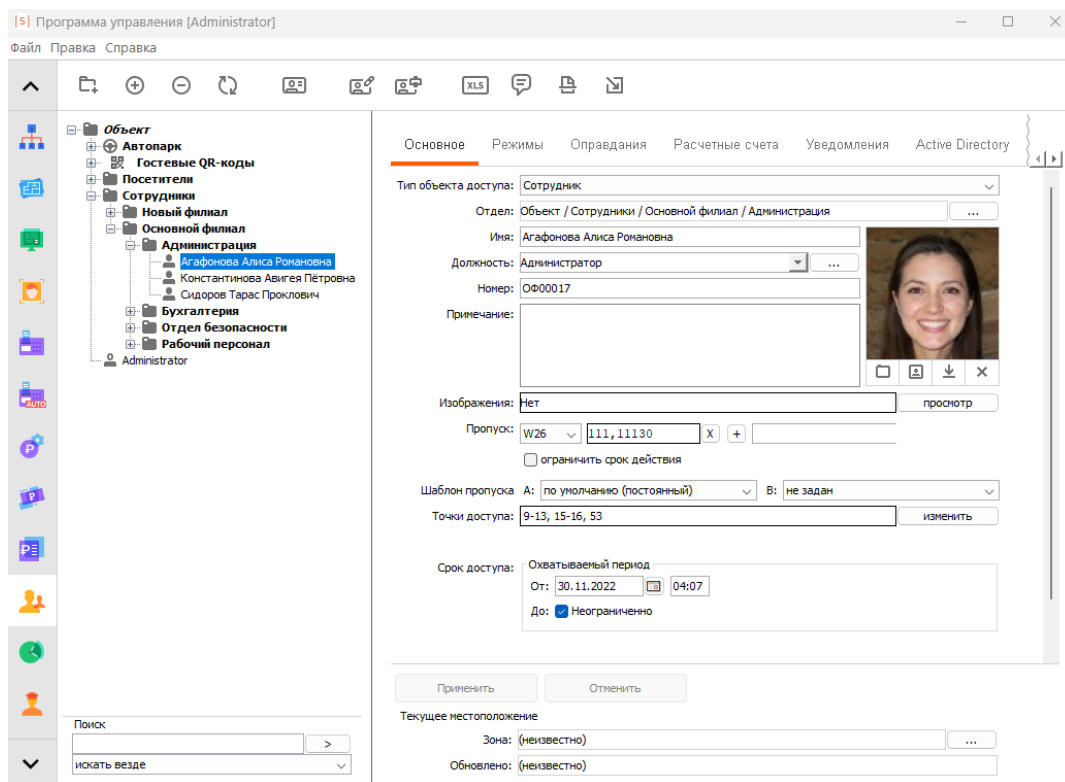 |S| Программа управления [Administrator]
Файл Правка Справка
XLS
Объект
Автопарк
Гостевые QR-коды
Посетители
Сотрудники
Новый филиал
Основной филиал
Администрация
Агафонова Алиса Романовна
Константинова Авигея Пётровна
Сидоров Тарас Проклович
Бухгалтерия
Отдел безопасности
Рабочий персонал
Administrator
AUTO
Поиск
>
искать везде
Основное Режимы Оправдания Расчетные счета Уведомления Active Directory
Тип объекта доступа: Сотрудник
Отдел: Объект / Сотрудники / Основной филиал / Администрация ...
Имя: Агафонова Алиса Романовна
Должность: Администратор ...
Номер: ОФ00017
Примечание:
Изображения: Нет просмотр
Пропуск: W26 111,11130 X +
ограничить срок действия
Шаблон пропуска A: по умолчанию (постоянный) B: не задан
Точки доступа: 9-13, 15-16, 53 изменить
Срок доступа: Охватываемый период
От: 30.11.2022 04:07
До: Неограниченно
Применить Отменить
Текущее местоположение
Зона: (неизвестно) ...
Обновлено: (неизвестно)